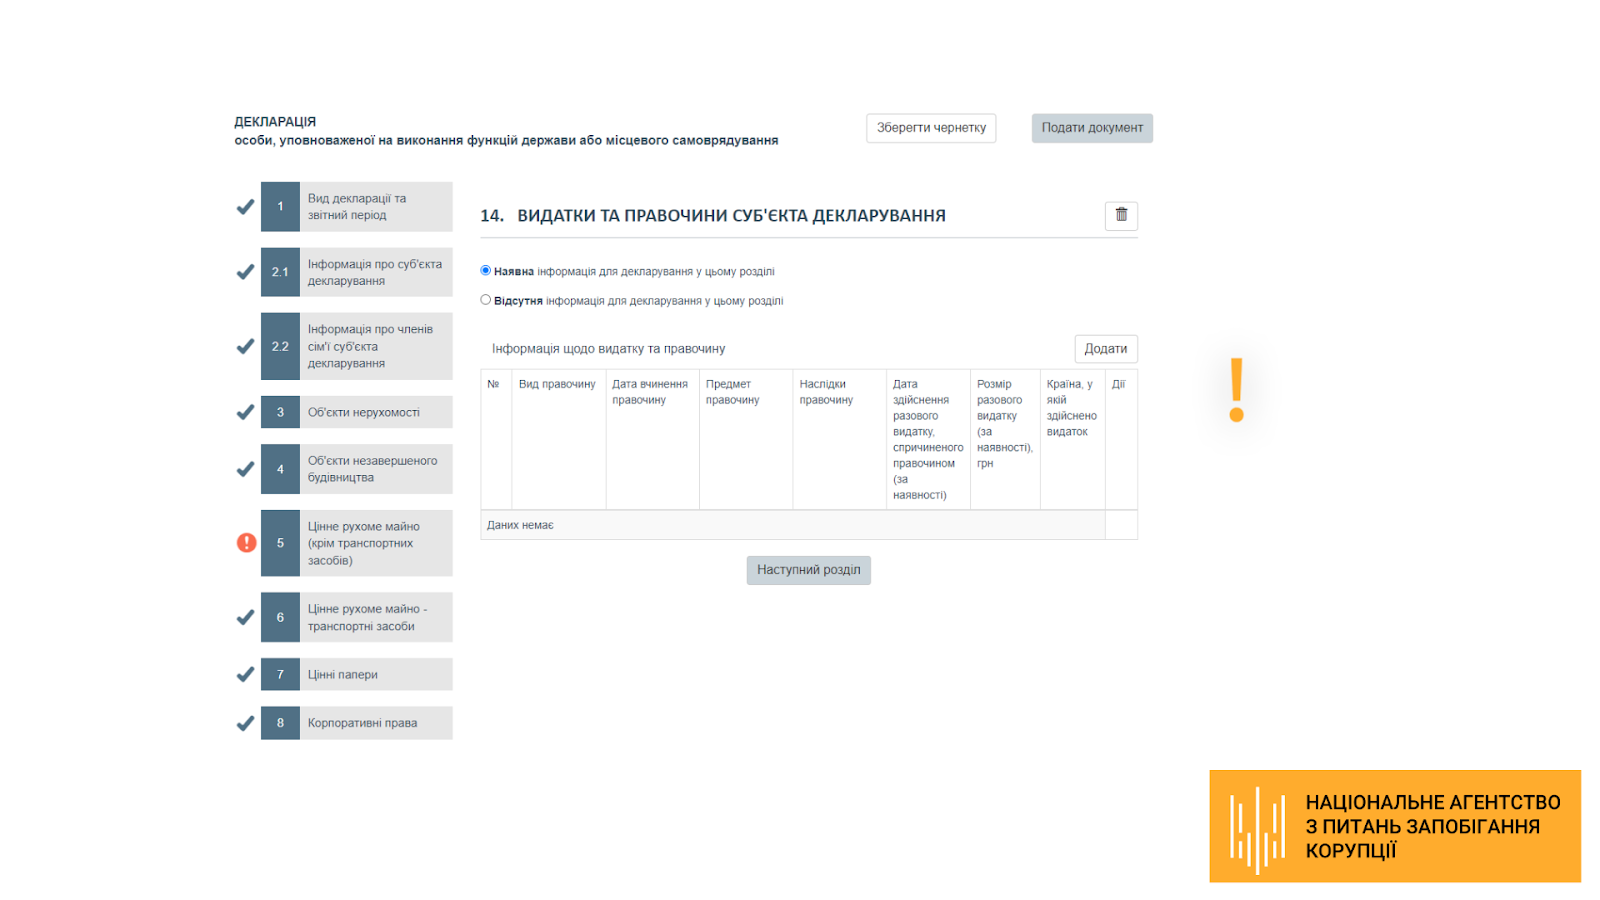 ДЕКЛАРАЦІЯ
особи, уповноваженої на виконання функцій держави або місцевого самоврядування
Зберегти чернетку
Подати документ
1
Вид декларації та
звітний період
2.1
Інформація про суб'єкта
декларування
2.2
Інформація про членів
сім'ї суб'єкта
декларування
3
Об'єкти нерухомості
4
Об'єкти незавершеного
будівництва
5
Цінне рухоме майно
(крім транспортних
засобів)
6
Цінне рухоме майно -
транспортні засоби
7
Цінні папери
8
Корпоративні права
14. ВИДАТКИ ТА ПРАВОЧИНИ СУБ'ЄКТА ДЕКЛАРУВАННЯ
Наявна інформація для декларування у цьому розділі
Відсутня інформація для декларування у цьому розділі
Інформація щодо видатку та правочину
Додати
№
Вид правочину
Дата вчинення
правочину
Предмет
правочину
Наслідки
правочину
Дата
здійснення
разового
видатку,
спричиненого
правочином
(за
наявності)
Розмір
разового
видатку
(за
наявності),
грн
Країна, у
якій
здійснено
видаток
Дії
Даних немає
Наступний розділ
!
НАЦІОНАЛЬНЕ АГЕНТСТВО
З ПИТАНЬ ЗАПОБІГАННЯ
КОРУПЦІЇ